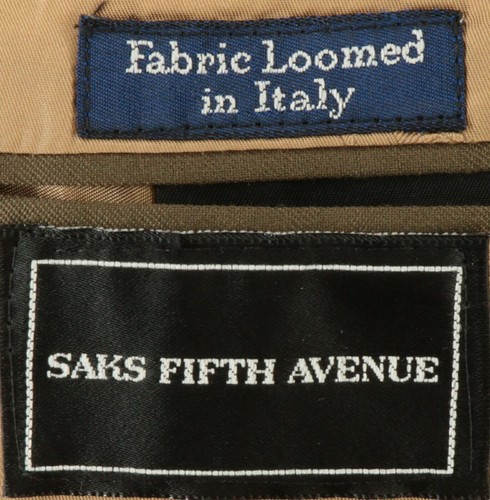 Fabric Loomed
in Italy
SAKS FIFTH AVENUE